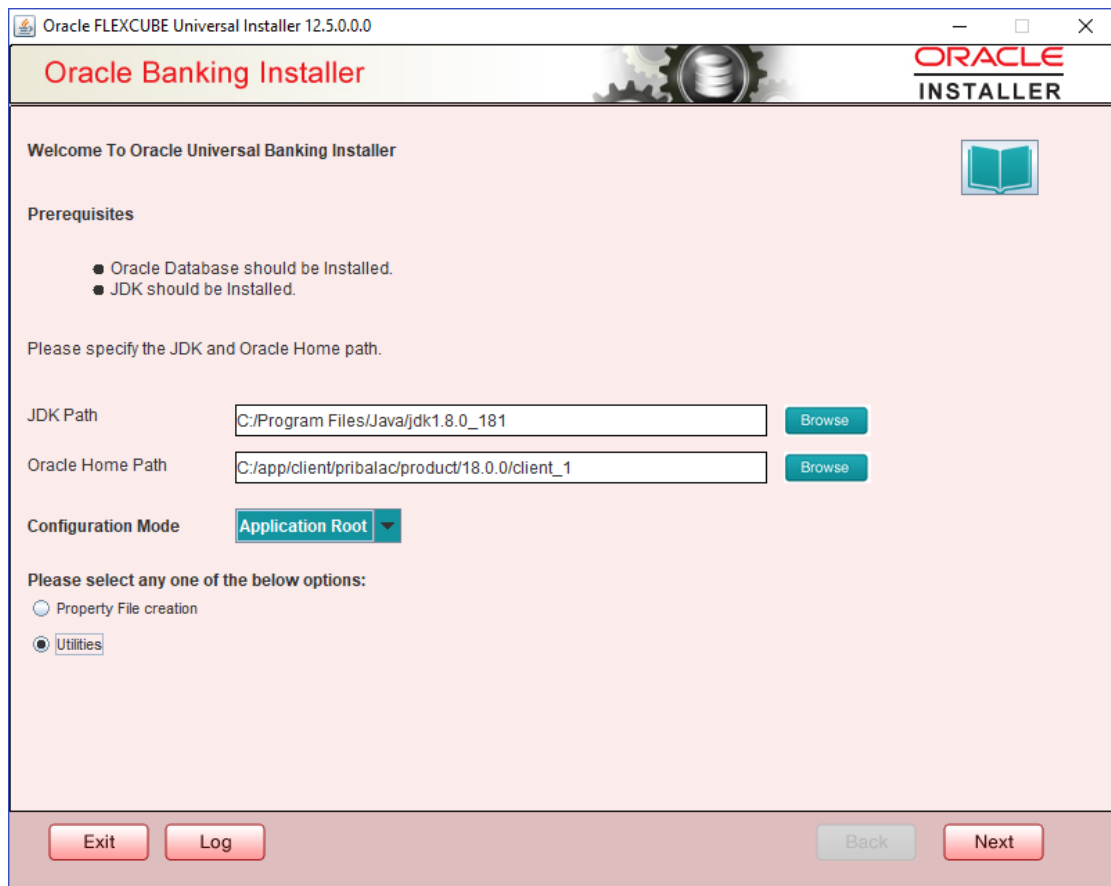 Oracle FLEXCUBE Universal Installer 12.5.0.0.0
Oracle Banking Installer
ORACLE
INSTALLER
Welcome To Oracle Universal Banking Installer
Prerequisites
Oracle Database should be Installed.
JDK should be Installed.
Please specify the JDK and Oracle Home path.
JDK Path
C:/Program Files/Java/jdk1.8.0_181
Browse
Oracle Home Path
C:/app/client/pribalac/product/18.0.0/client_1
Browse
Configuration Mode
Application Root
Please select any one of the below options:
Property File creation
Utilities
Exit
Log
Back
Next